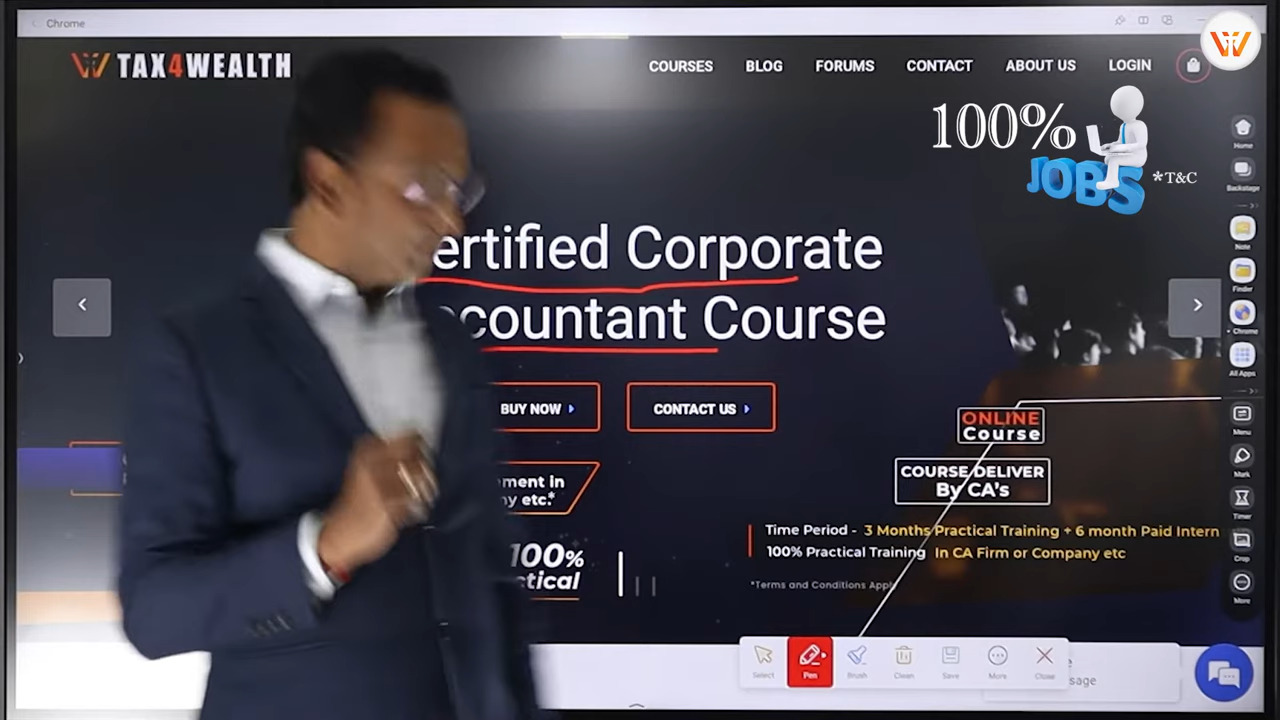 Chrome
TAX4WEALTH
COURSES
BLOG
FORUMS
CONTACT
ABOUT US
LOGIN
100%
JOBS
*T&C
Home
Backstage
Note
Finder
Chrome
All Apps
Menu
Mark
Timer
Crop
More
ertified Corporate
ccountant Course
BUY NOW
CONTACT US
ment in
ny etc.*
100%
ctical
ONLINE
Course
COURSE DELIVER
By CA's
Time Period - 3 Months Practical Training + 6 month Paid Intern
100% Practical Training In CA Firm or Company etc
*Terms and Conditions Apply
Select
Pen
Brush
Clean
Save
More
Close
sage